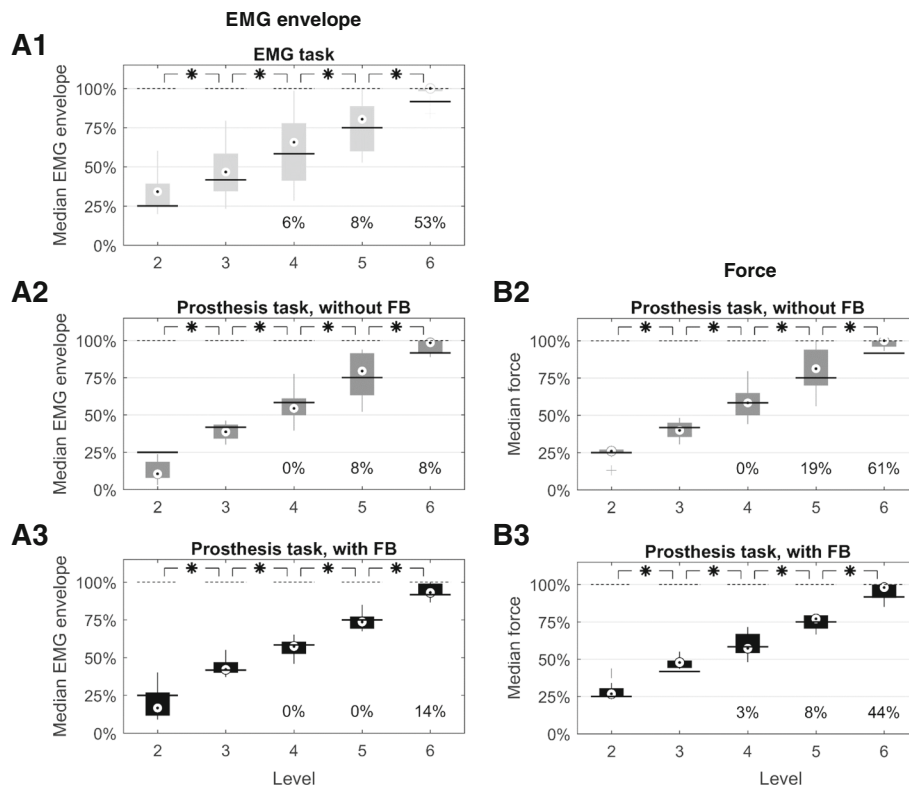 EMG envelope
A1
EMG task
Median EMG envelope
100%
75%
50%
25%
0%
6% 8% 53%
2 3 4 5 6
A2
Prosthesis task, without FB
Median EMG envelope
100%
75%
50%
25%
0%
0% 8% 8%
2 3 4 5 6
Force
B2
Prosthesis task, without FB
Median force
100%
75%
50%
25%
0%
0% 19% 61%
2 3 4 5 6
A3
Prosthesis task, with FB
Median EMG envelope
100%
75%
50%
25%
0%
0% 0% 14%
2 3 4 5 6
Level
B3
Prosthesis task, with FB
Median force
100%
75%
50%
25%
0%
3% 8% 44%
2 3 4 5 6
Level